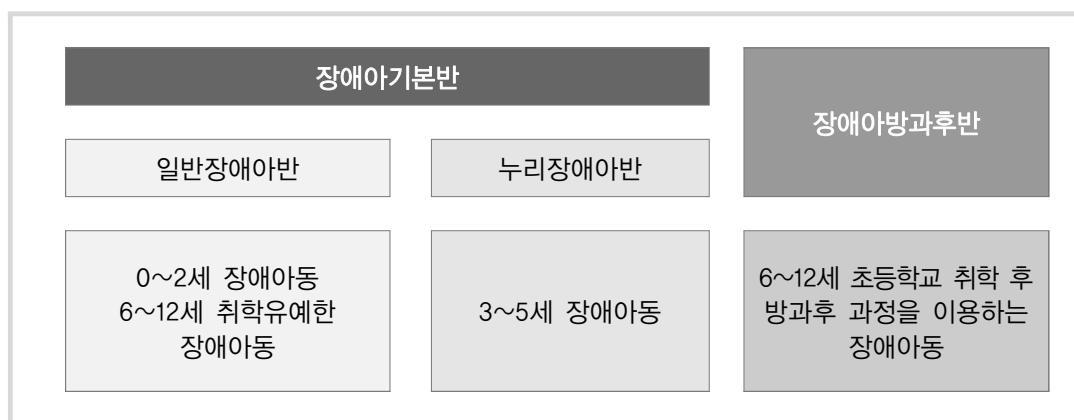 장애아기본반
장애아방과후반
일반장애아반
누리장애아반
0~2세 장애아동
6~12세 취학유예한
장애아동
3~5세 장애아동
6~12세 초등학교 취학 후
방과후 과정을 이용하는
장애아동